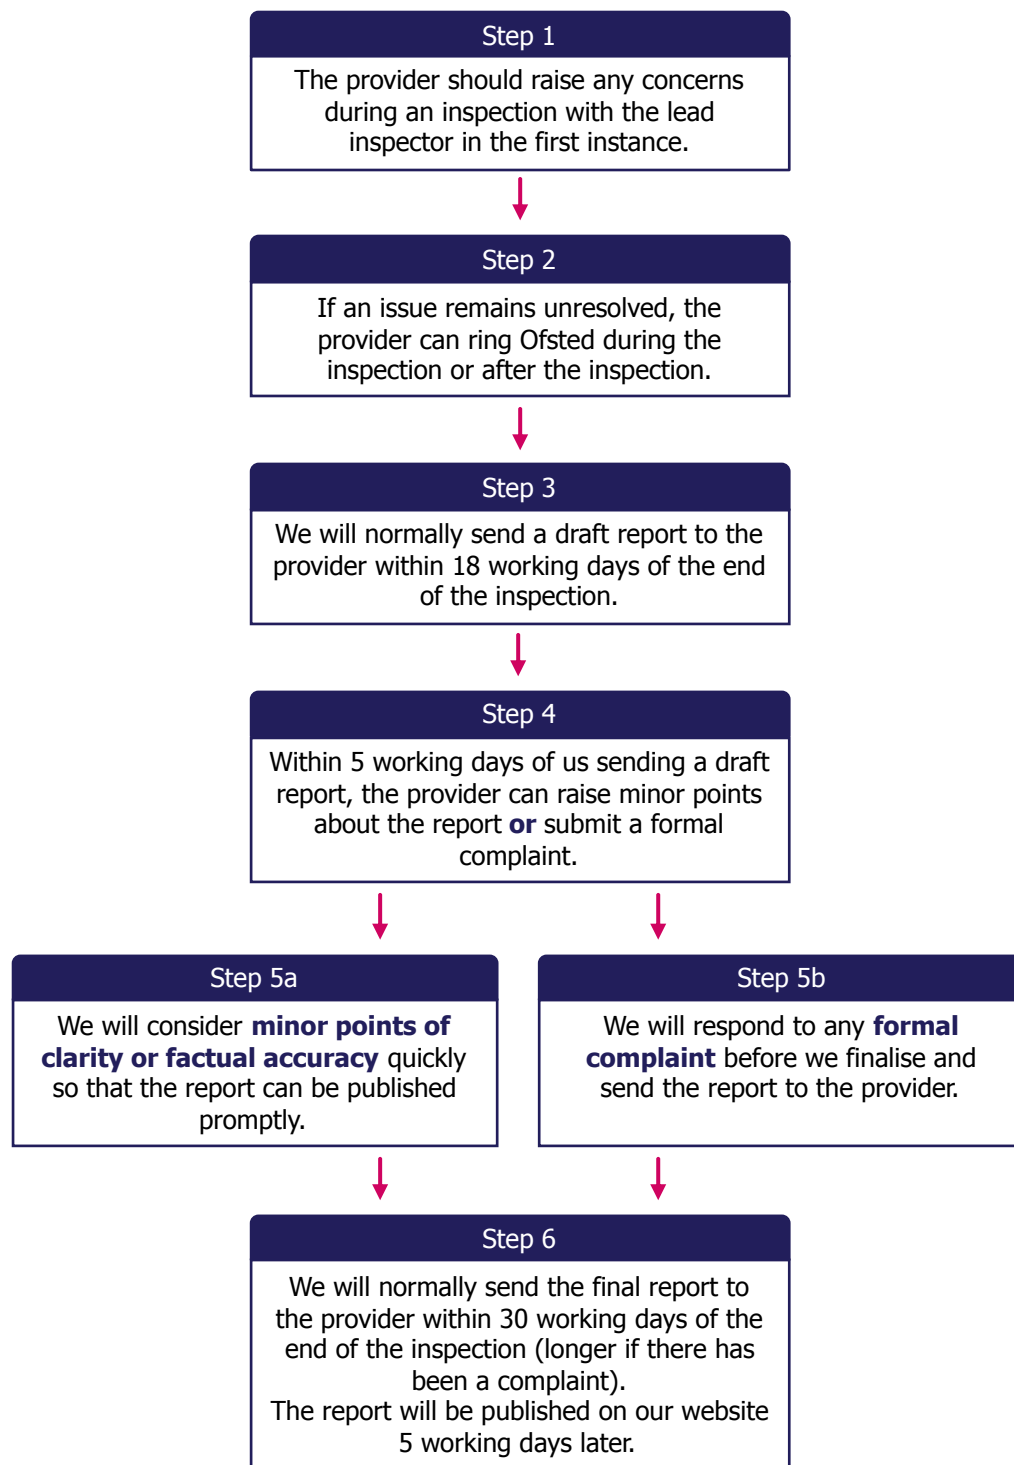 Step 1
The provider should raise any concerns
during an inspection with the lead
inspector in the first instance.
Step 2
If an issue remains unresolved, the
provider can ring Ofsted during the
inspection or after the inspection.
Step 3
We will normally send a draft report to the
provider within 18 working days of the end
of the inspection.
Step 4
Within 5 working days of us sending a draft
report, the provider can raise minor points
about the report or submit a formal
complaint.
Step 5a
We will consider minor points of
clarity or factual accuracy quickly
so that the report can be published
promptly.
Step 5b
We will respond to any formal
complaint before we finalise and
send the report to the provider.
Step 6
We will normally send the final report to
the provider within 30 working days of the
end of the inspection (longer if there has
been a complaint).
The report will be published on our website
5 working days later.